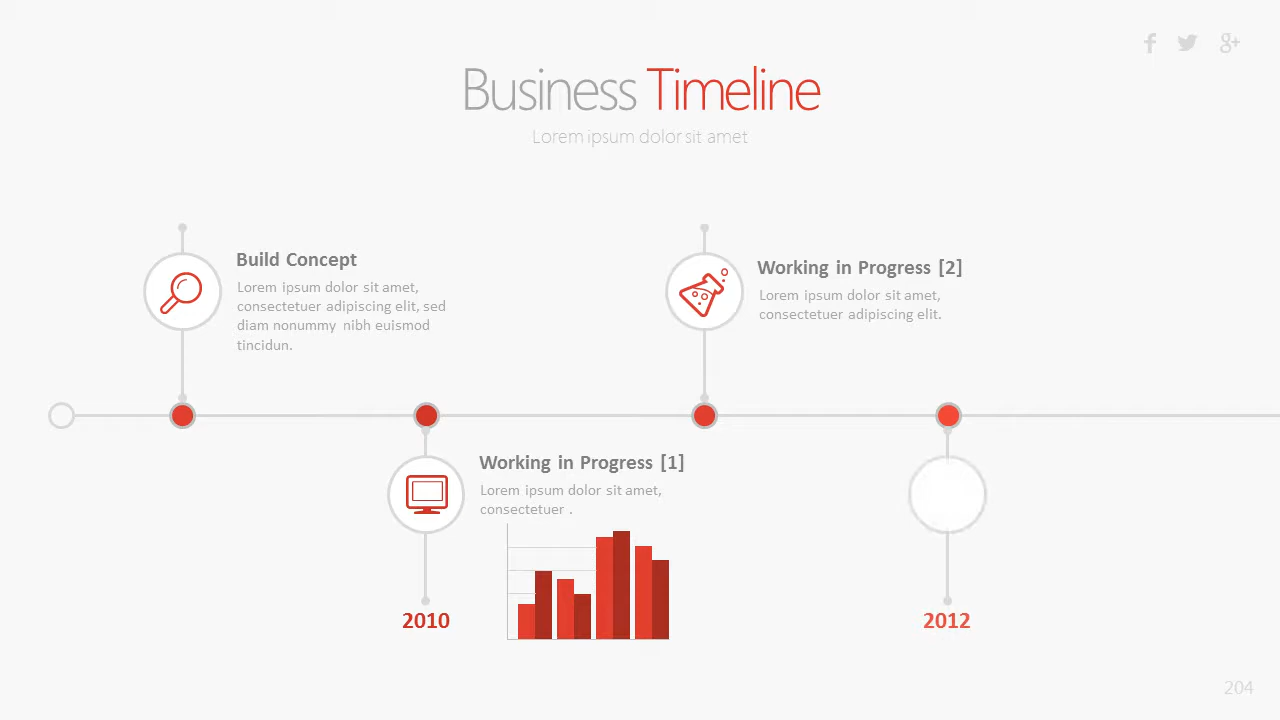 Business Timeline
Lorem ipsum dolor sit amet
Build Concept
Lorem ipsum dolor sit amet,
consectetuer adipiscing elit, sed
diam nonummy nibh euismod
tincidun.
Working in Progress [2]
Lorem ipsum dolor sit amet,
consectetuer adipiscing elit.
Working in Progress [1]
Lorem ipsum dolor sit amet,
consectetuer .
2010
2012
204